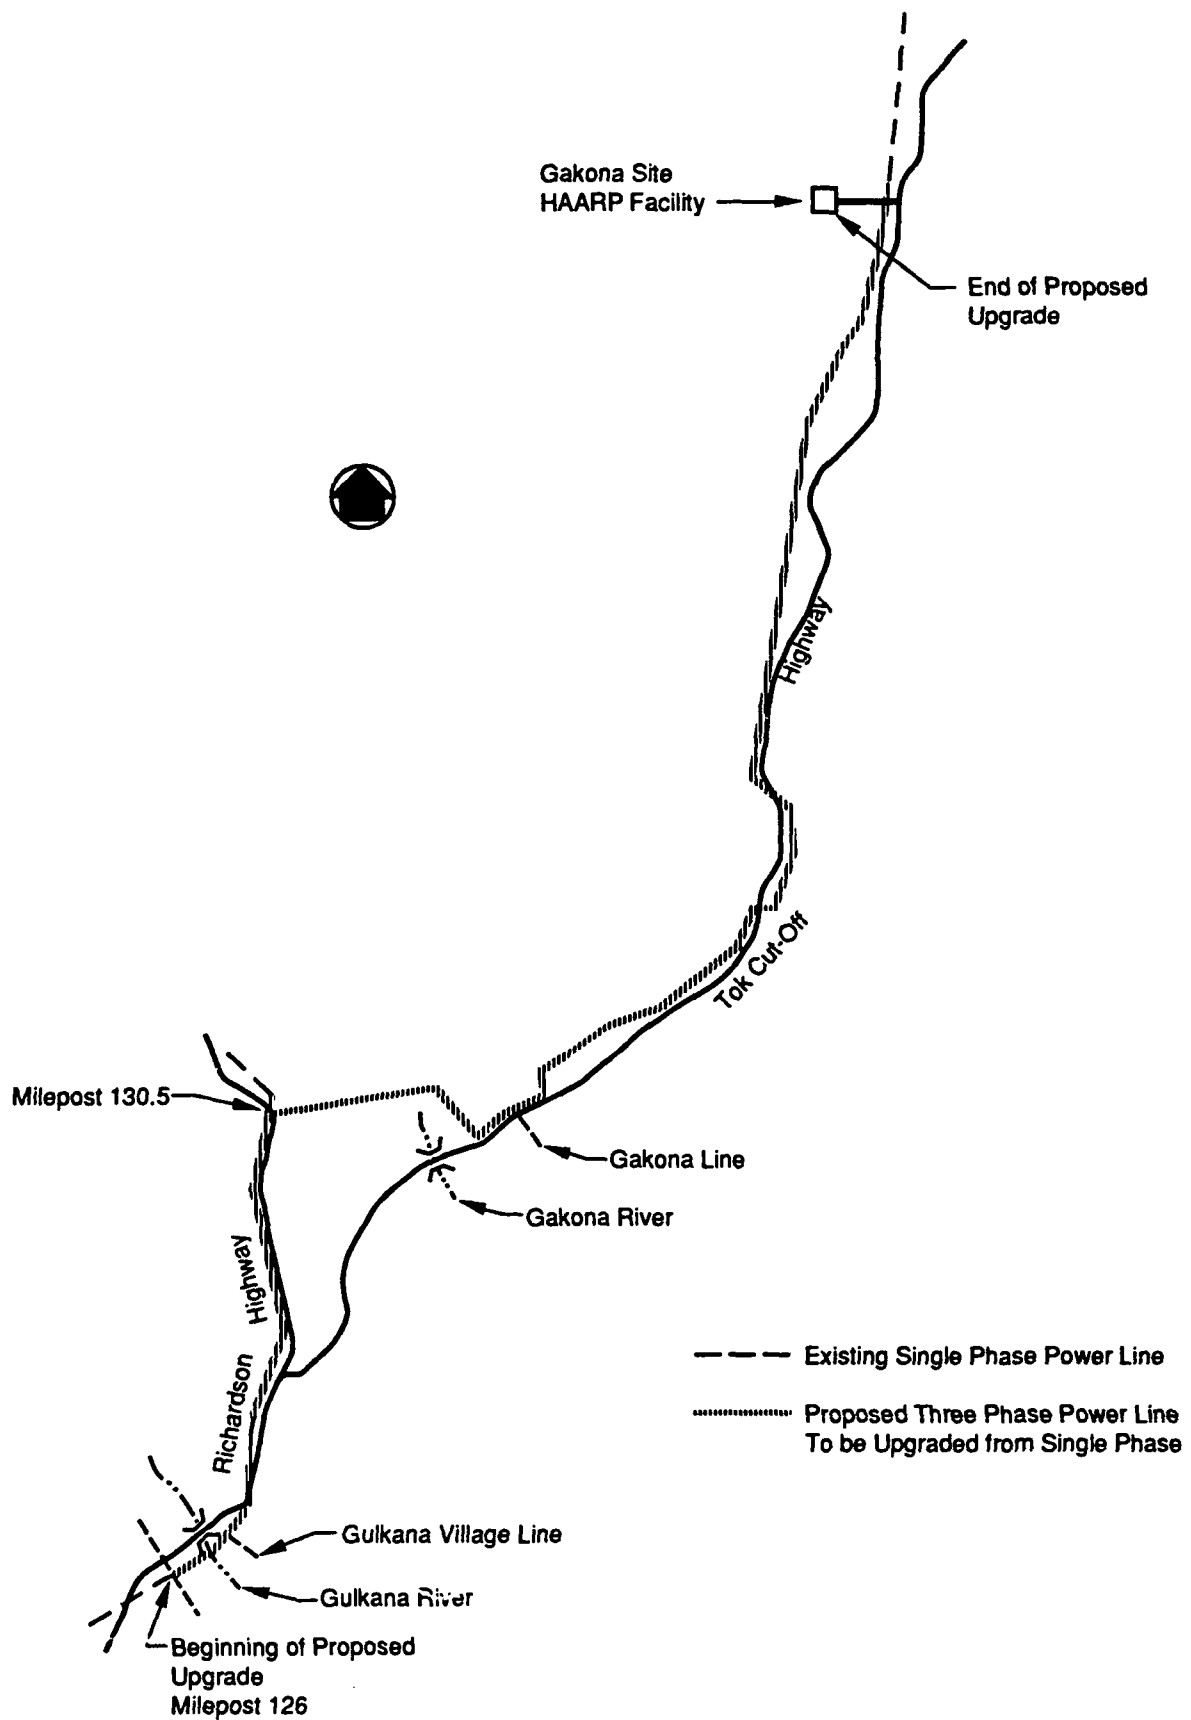 Gakona Site
HAARP Facility
End of Proposed
Upgrade
Highway
Tok Cut-Off
Milepost 130.5
Gakona Line
Gakona River
Highway
Richardson
Existing Single Phase Power Line
Proposed Three Phase Power Line
To be Upgraded from Single Phase
Gulkana Village Line
Gulkana River
Beginning of Proposed
Upgrade
Milepost 126